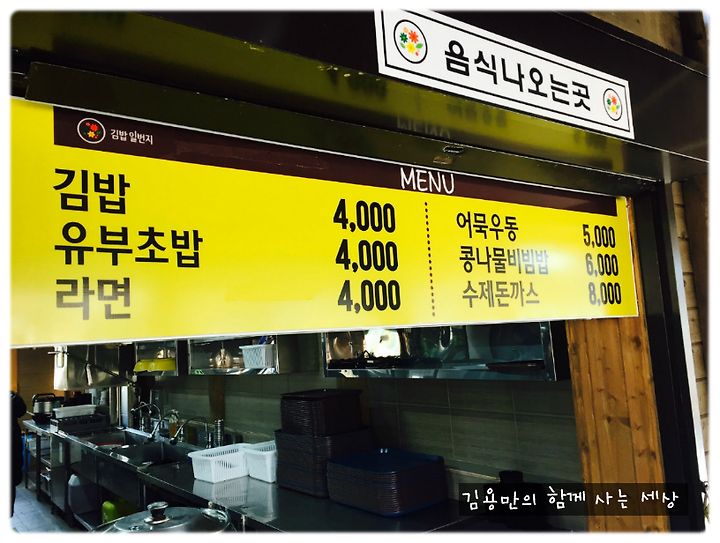 음식나오는곳
김밥일번지
MENU
김밥 4,000
유부초밥 4,000
라면 4,000
어묵우동 5,000
콩나물비빔밥 6,000
수제돈까스 8,000
김용만의 함께 사는 세상